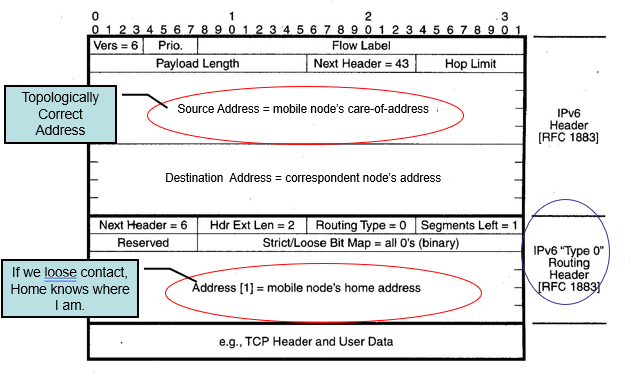 0 1 2 3
0 1 2 3 4 5 6 7 8 9 0 1 2 3 4 5 6 7 8 9 0 1 2 3 4 5 6 7 8 9 0 1
Vers = 6 Prio. Flow Label
Payload Length Next Header = 43 Hop Limit
Topologically
Correct
Address
Source Address = mobile node's care-of-address
IPv6
Header
[RFC 1883]
Destination Address = correspondent node's address
Next Header = 6 Hdr Ext Len = 2 Routing Type = 0 Segments Left = 1
Reserved Strict/Loose Bit Map = all 0's (binary)
IPv6 "Type 0"
Routing
Header
[RFC 1883]
If we loose contact,
Home knows where
I am.
Address [1] = mobile node's home address
e.g., TCP Header and User Data